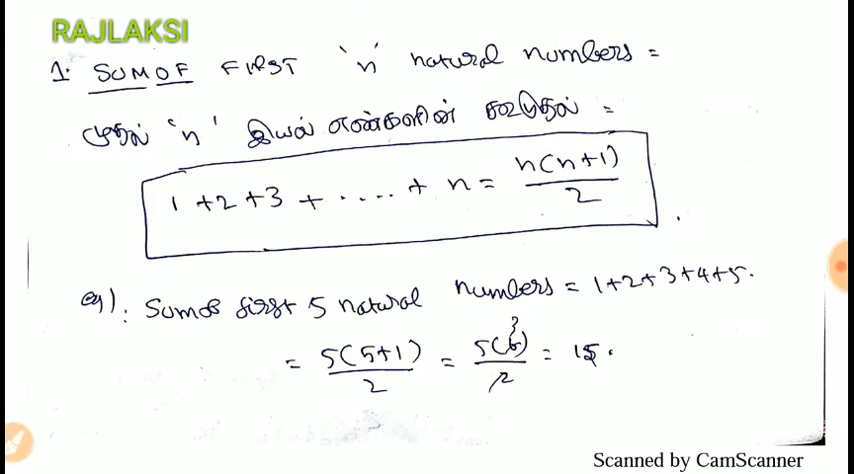 RAJLAKSI
1. SUM OF FIRST 'n' natural numbers =
முதல் 'n' இயல் எண்களின் கூடுதல் =
1 + 2 + 3 + ..... + n = n(n+1)/2 .
eg): Sum of first 5 natural numbers = 1+2+3+4+5.
= 5(5+1)/2 = 5(6)/2 = 15.
Scanned by CamScanner